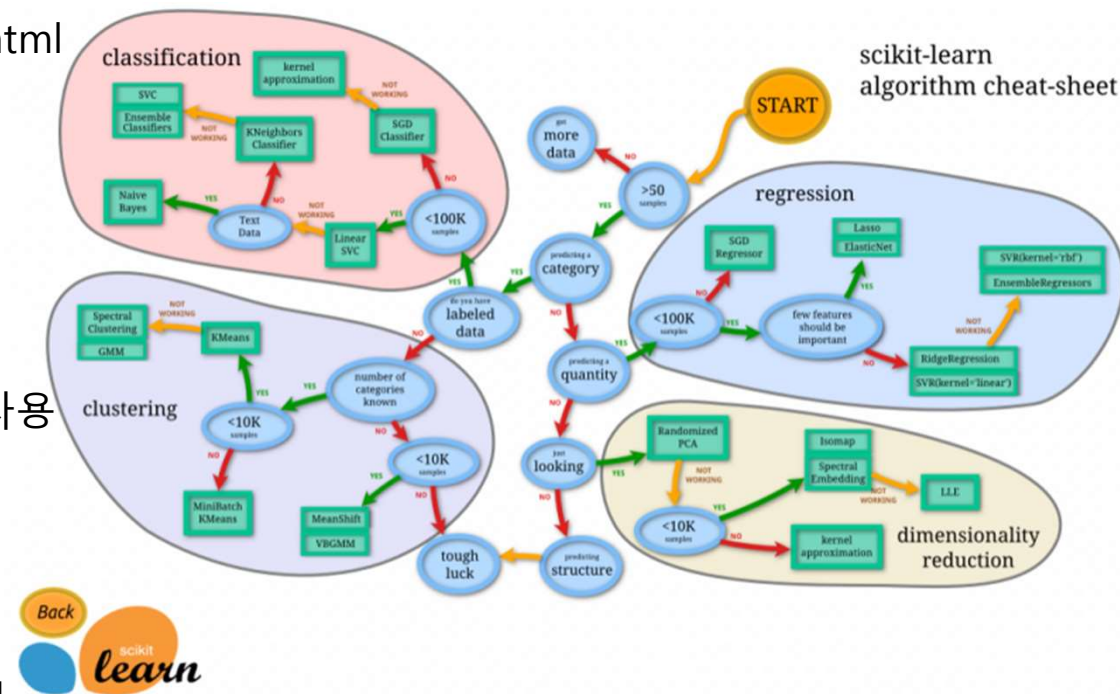 html
classification
scikit-learn
algorithm cheat-sheet
kernel
approximation
NOT
WORKING
START
SVC
Ensemble
Classifiers
NOT
WORKING
KNeighbors
Classifier
SGD
Classifier
get
more
data
NO
>50
samples
regression
NO
YES
Naive
Bayes
YES
NO
Text
Data
NOT
WORKING
Linear
SVC
YES
<100K
samples
predicting a
category
YES
YES
NO
do you have
labeled
data
NO
SGD
Regressor
Lasso
ElasticNet
SVR(kernel='rbf')
EnsembleRegressors
NO
YES
<100K
samples
YES
few features
should be
important
NOT
WORKING
YES
NO
RidgeRegression
SVR(kernel='linear')
predicting a
quantity
NO
Spectral
Clustering
GMM
NOT
WORKING
KMeans
YES
number of
categories
known
YES
NO
사용
clustering
<10K
samples
NO
<10K
samples
YES
NO
MiniBatch
KMeans
MeanShift
VBGMM
just
looking
YES
NO
Randomized
PCA
NOT
WORKING
Isomap
Spectral
Embedding
NOT
WORKING
LLE
YES
<10K
samples
NO
kernel
approximation
dimensionality
reduction
tough
luck
predicting
structure
Back
scikit
learn